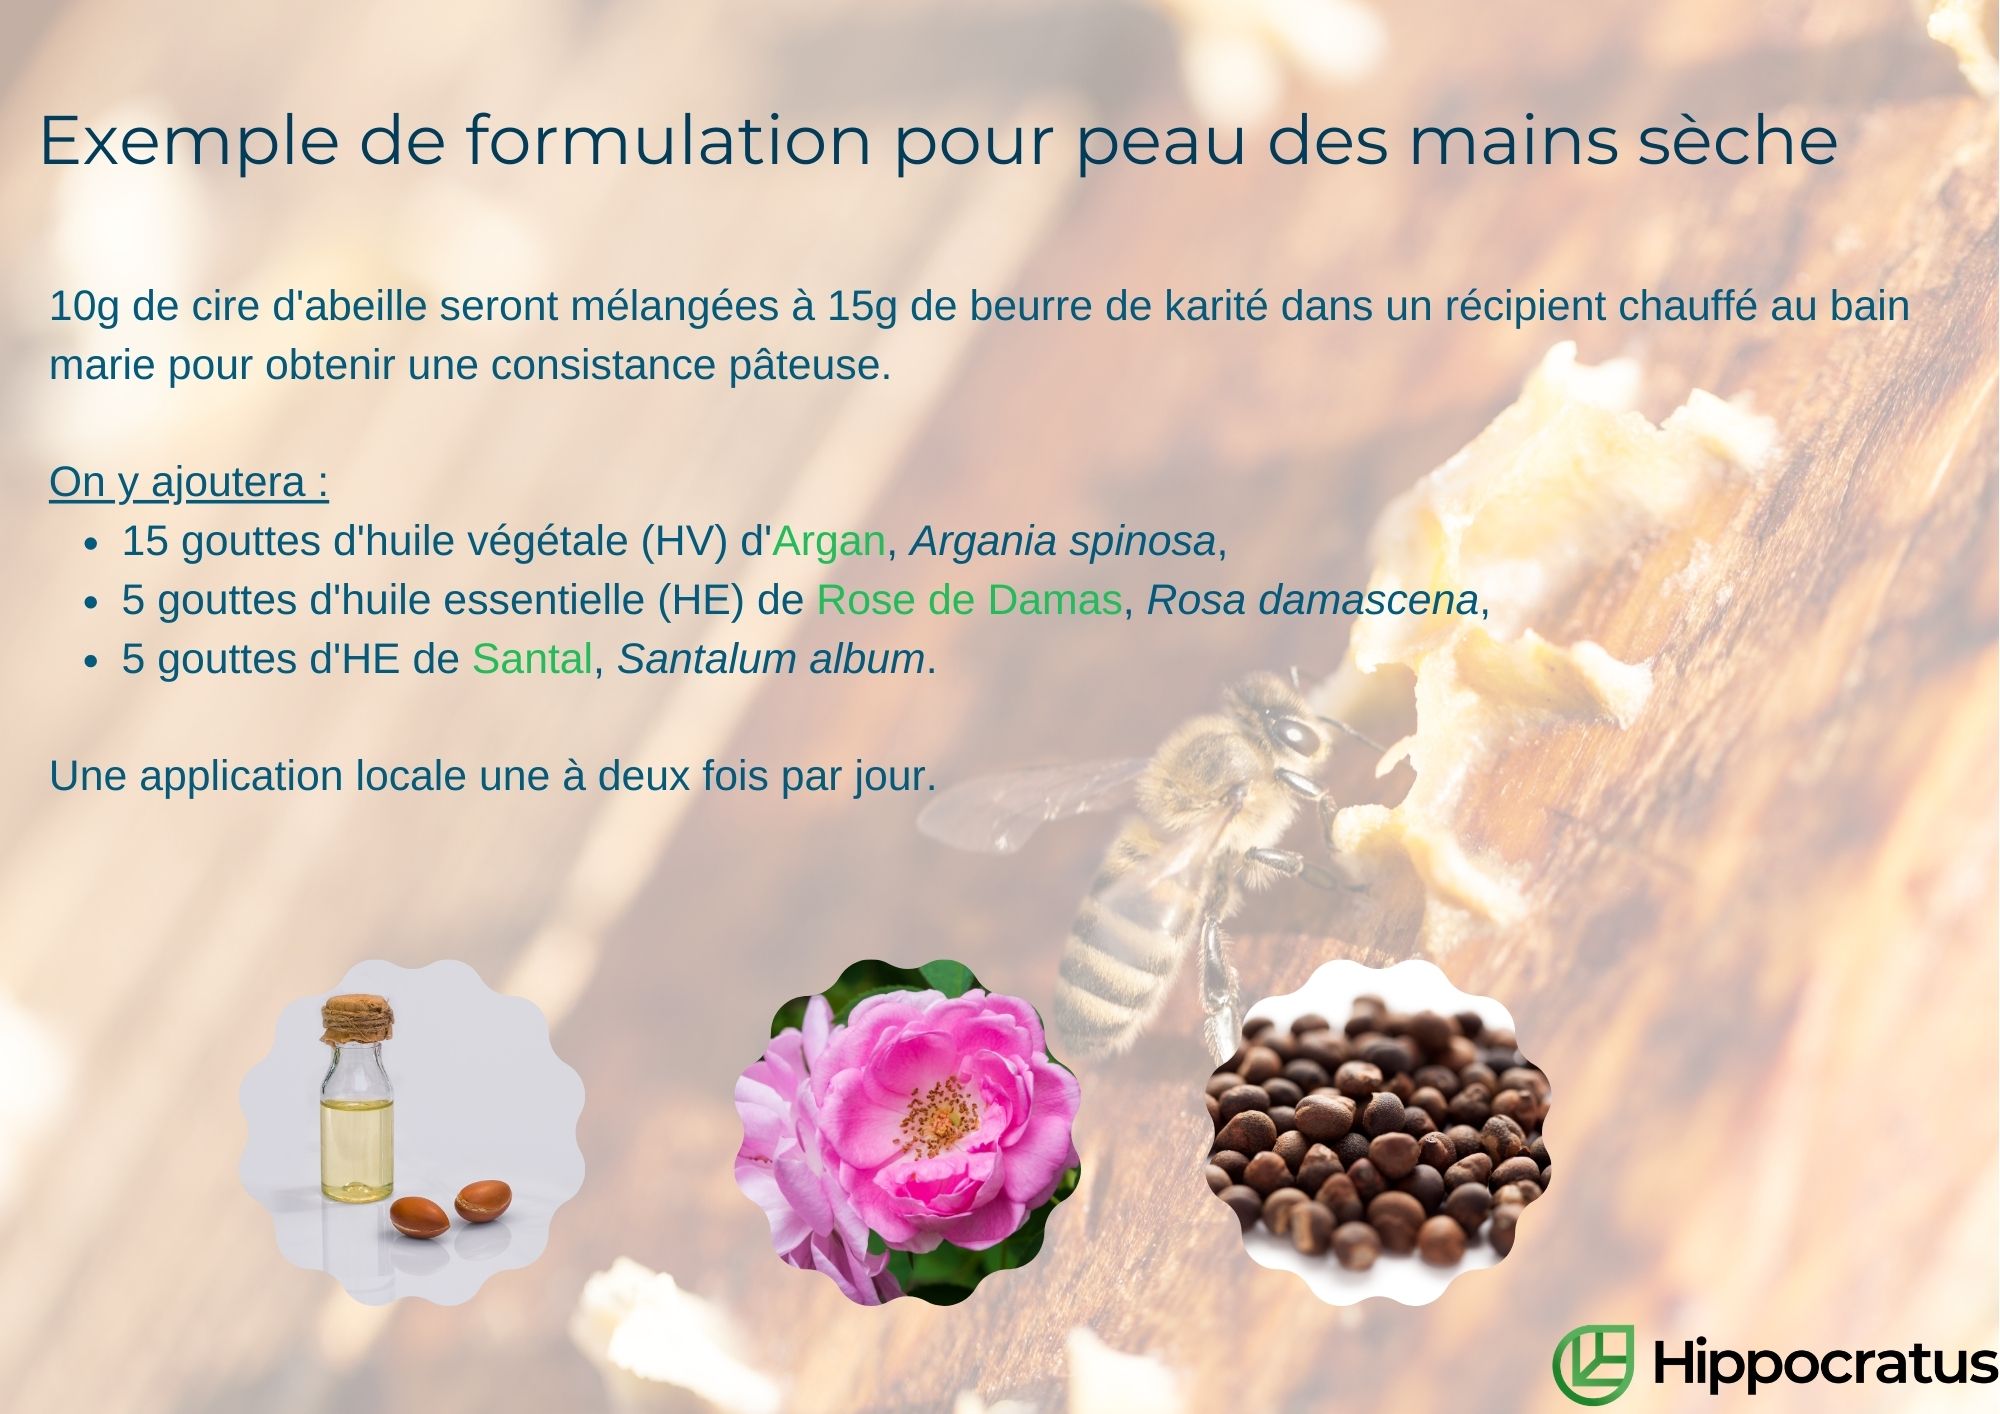 Exemple de formulation pour peau des mains sèche
10g de cire d'abeille seront mélangées à 15g de beurre de karité dans un récipient chauffé au bain
marie pour obtenir une consistance pâteuse.
On y ajoutera :
• 15 gouttes d'huile végétale (HV) d'Argan, Argania spinosa,
• 5 gouttes d'huile essentielle (HE) de Rose de Damas, Rosa damascena,
• 5 gouttes d'HE de Santal, Santalum album.
Une application locale une à deux fois par jour.
Hippocratus